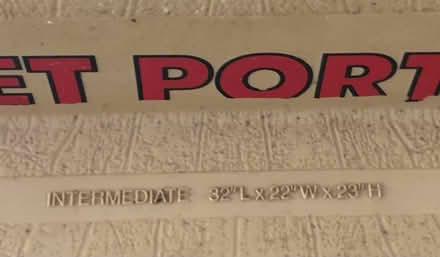 ET PORT
INTERMEDIATE 32"L x 22"W x 23"H